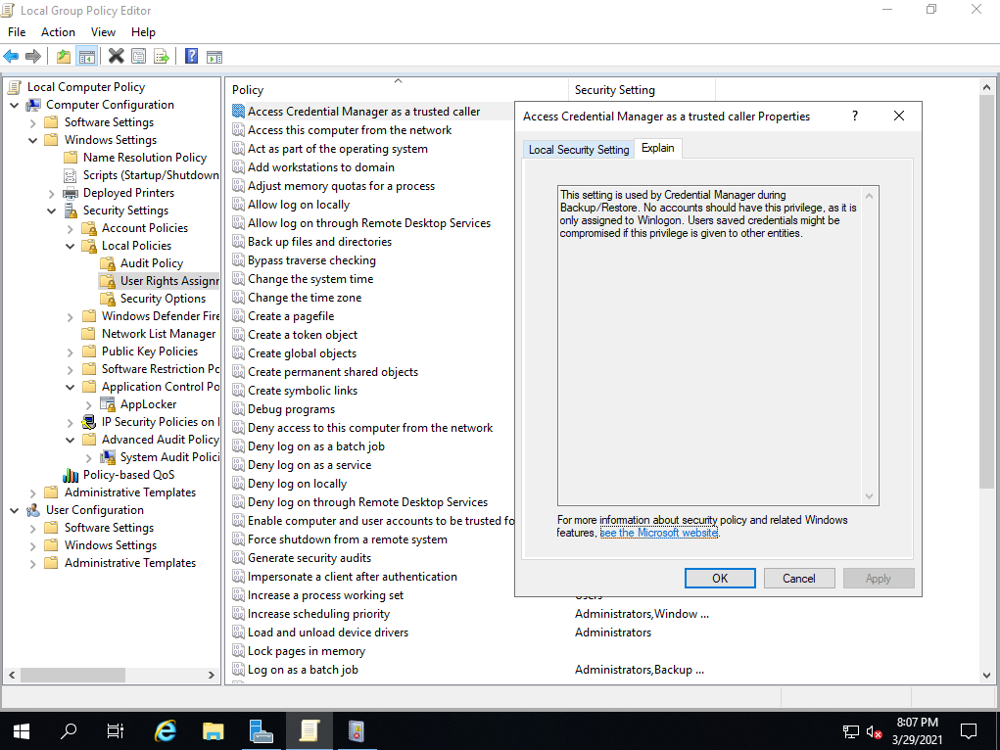 Local Group Policy Editor
File Action View Help
Local Computer Policy
Computer Configuration
Software Settings
Windows Settings
Name Resolution Policy
Scripts (Startup/Shutdown
Deployed Printers
Security Settings
Account Policies
Local Policies
Audit Policy
User Rights Assignr
Security Options
Windows Defender Fire
Network List Manager
Public Key Policies
Software Restriction Po
Application Control Po
AppLocker
IP Security Policies on
Advanced Audit Policy
System Audit Polici
Policy-based QoS
Administrative Templates
User Configuration
Software Settings
Windows Settings
Administrative Templates
Policy Security Setting
Access Credential Manager as a trusted caller
Access this computer from the network
Act as part of the operating system
Add workstations to domain
Adjust memory quotas for a process
Allow log on locally
Allow log on through Remote Desktop Services
Back up files and directories
Bypass traverse checking
Change the system time
Change the time zone
Create a pagefile
Create a token object
Create global objects
Create permanent shared objects
Create symbolic links
Debug programs
Deny access to this computer from the network
Deny log on as a batch job
Deny log on as a service
Deny log on locally
Deny log on through Remote Desktop Services
Enable computer and user accounts to be trusted fo
Force shutdown from a remote system
Generate security audits
Impersonate a client after authentication
Increase a process working set Users
Increase scheduling priority Administrators,Window ...
Load and unload device drivers Administrators
Lock pages in memory
Log on as a batch job Administrators,Backup ...
Access Credential Manager as a trusted caller Properties ?
Local Security Setting Explain
This setting is used by Credential Manager during
Backup/Restore. No accounts should have this privilege, as it is
only assigned to Winlogon. Users saved credentials might be
compromised if this privilege is given to other entities.
For more information about security policy and related Windows
features, see the Microsoft website.
OK Cancel Apply
8:07 PM
3/29/2021